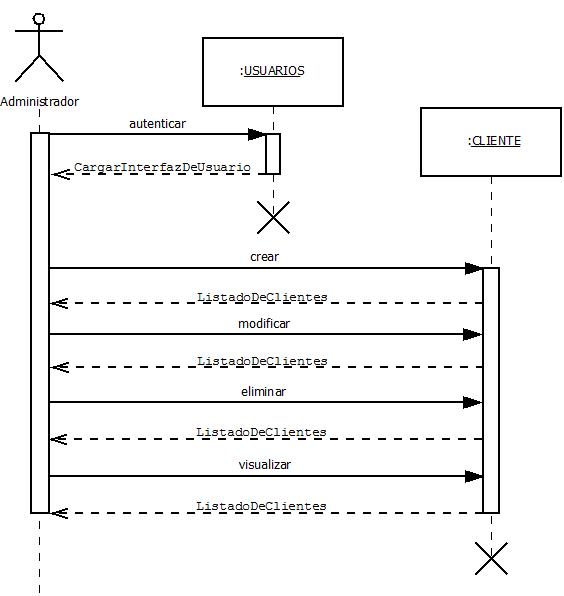 :USUARIOS
Administrador
autenticar
:CLIENTE
CargarInterfazDeUsuario
crear
ListadoDeClientes
modificar
ListadoDeClientes
eliminar
ListadoDeClientes
visualizar
ListadoDeClientes